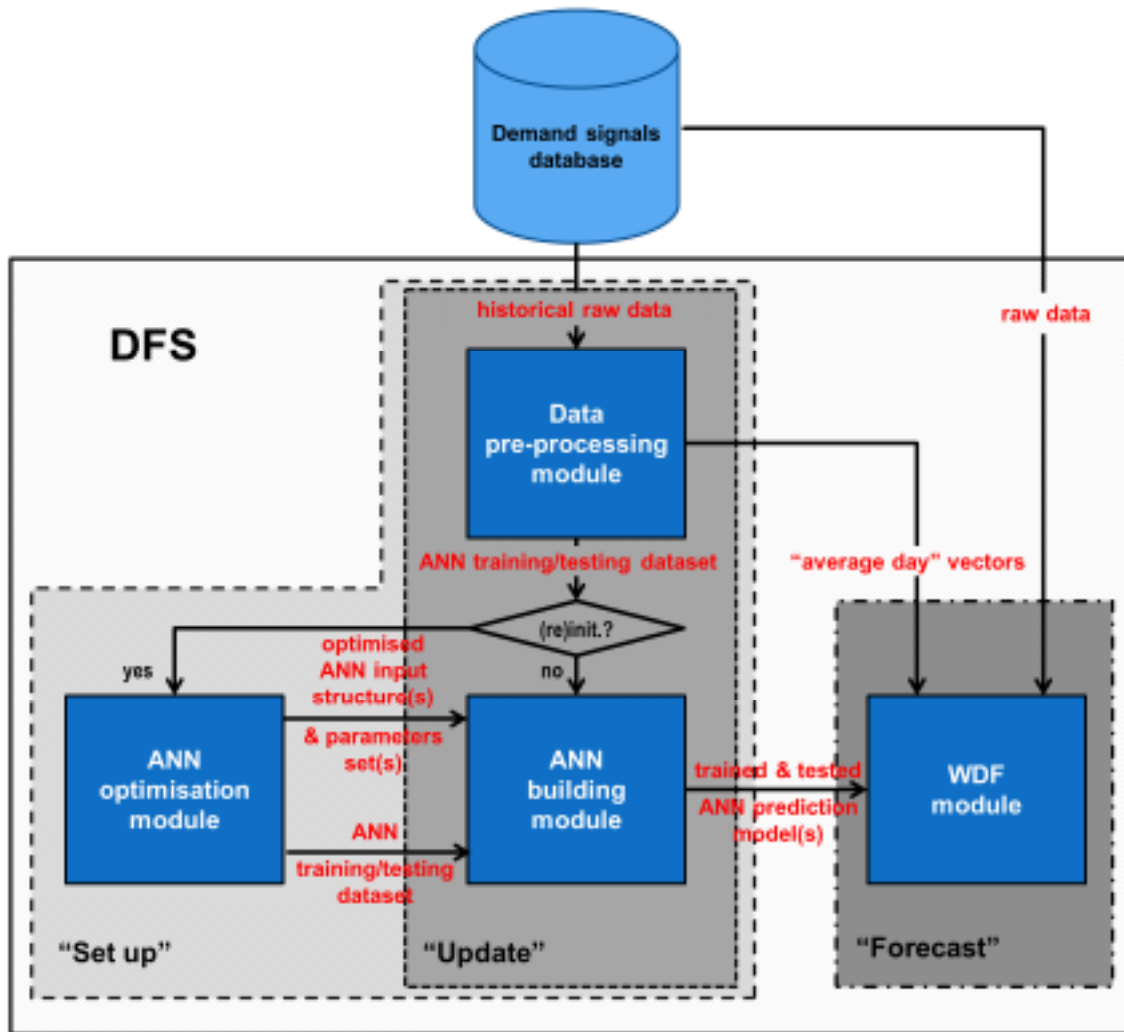 Demand signals
database
historical raw data
raw data
DFS
Data
pre-processing
module
ANN training/testing dataset
“average day” vectors
(re)init.?
yes
optimised
ANN input
structure(s)
& parameters
set(s)
no
ANN
optimisation
module
ANN
building
module
trained & tested
ANN prediction
model(s)
WDF
module
ANN
training/testing
dataset
“Set up”
“Update”
“Forecast”